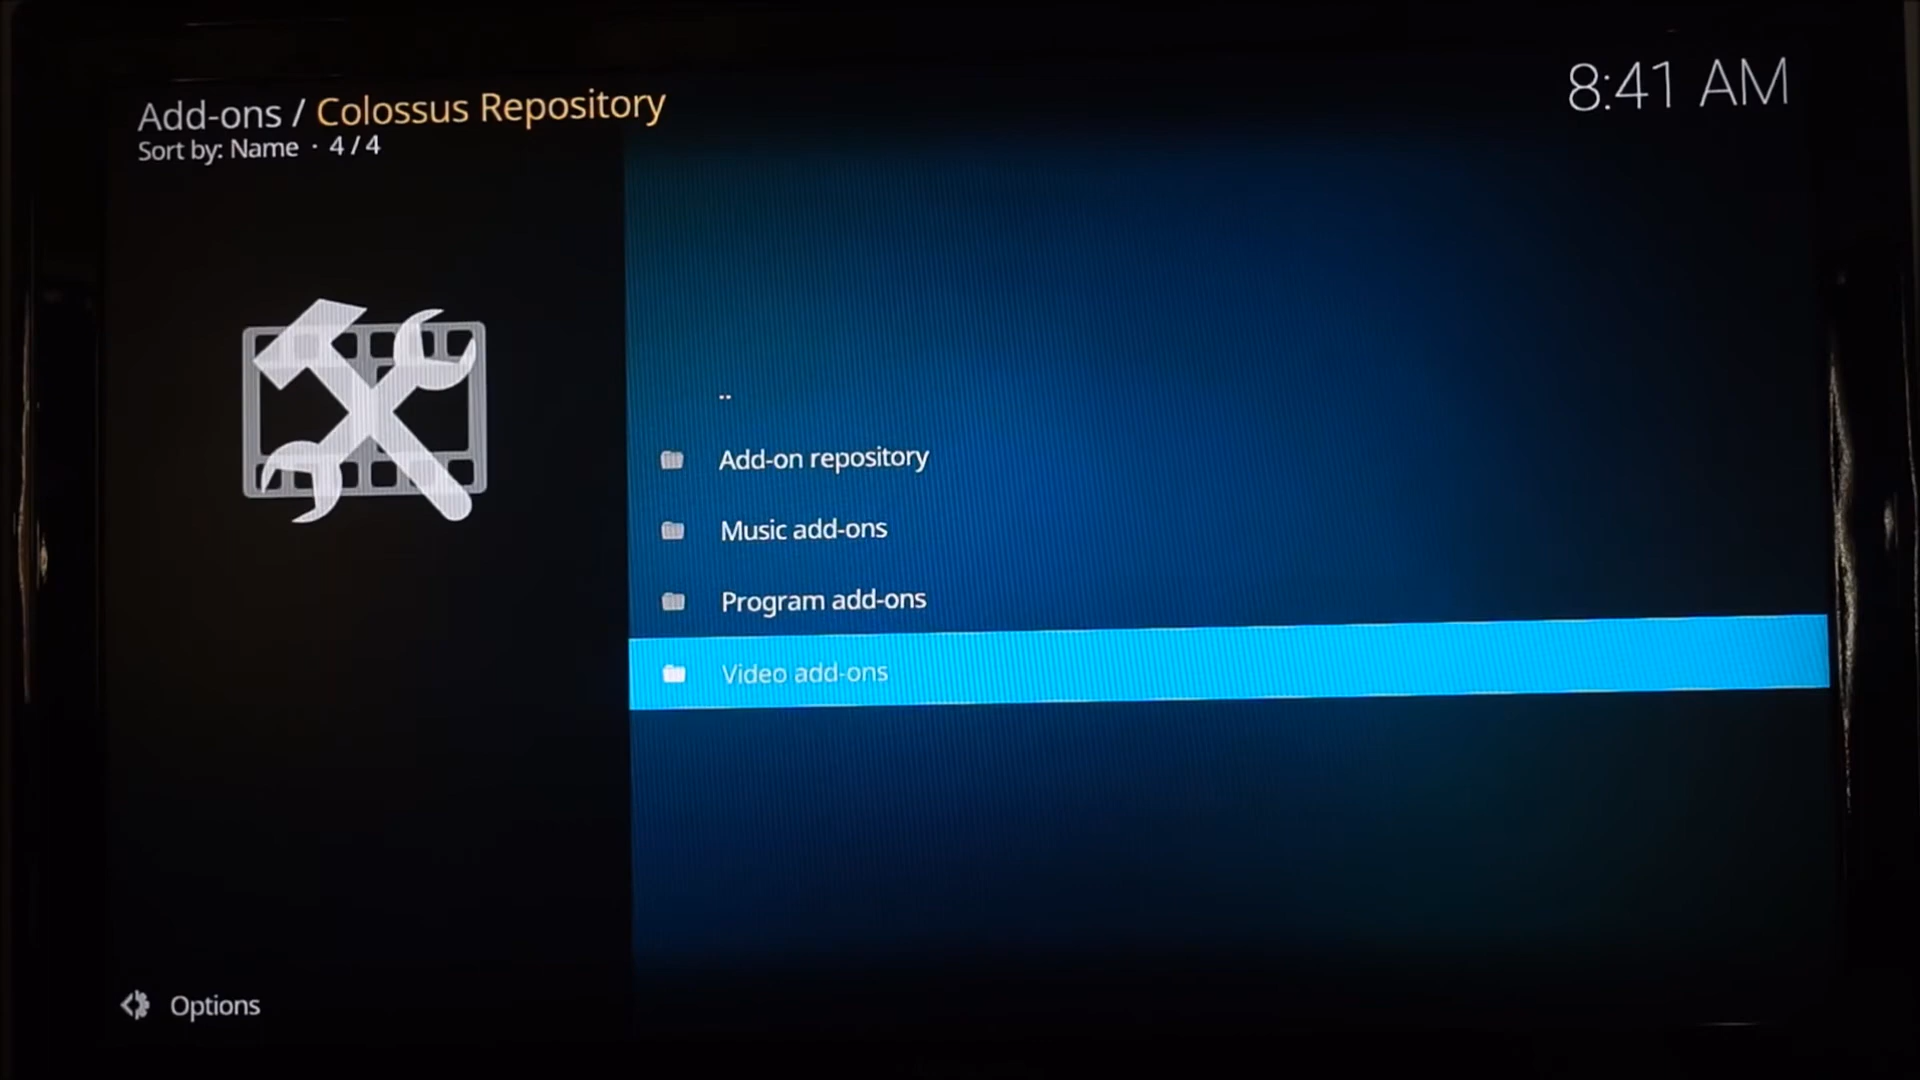 Add-ons / Colossus Repository
Sort by: Name · 4 / 4
8:41 AM
..
Add-on repository
Music add-ons
Program add-ons
Video add-ons
Options